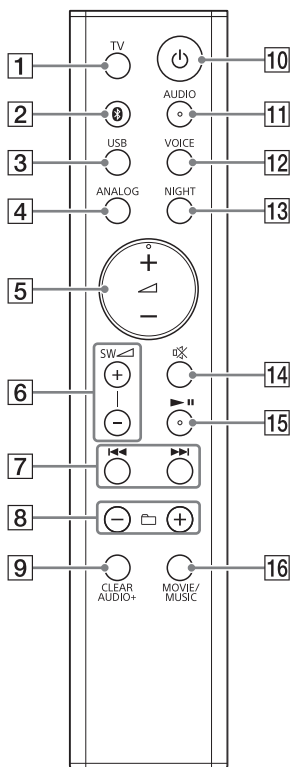 TV
1
10
AUDIO
2
11
USB
VOICE
3
12
ANALOG
NIGHT
4
13
+
5
−
SW
+
14
6
−
15
7
8
− +
9
16
CLEAR
AUDIO+
MOVIE/
MUSIC